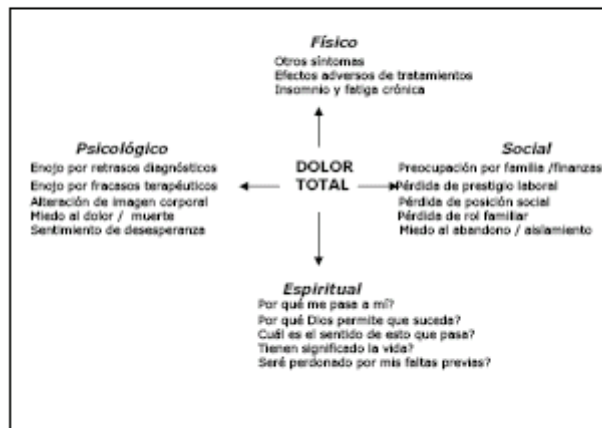 Físico
Otros síntomas
Efectos adversos de tratamientos
Insomnio y fatiga crónica
Psicológico
Enojo por retrasos diagnósticos
Enojo por fracasos terapéuticos
Alteración de imagen corporal
Miedo al dolor / muerte
Sentimiento de desesperanza
DOLOR
TOTAL
Social
Preocupación por familia /finanzas
Pérdida de prestigio laboral
Pérdida de posición social
Pérdida de rol familiar
Miedo al abandono / aislamiento
Espiritual
Por qué me pasa a mí?
Por qué Dios permite que suceda?
Cuál es el sentido de esto que pasa?
Tienen significado la vida?
Seré perdonado por mis faltas previas?